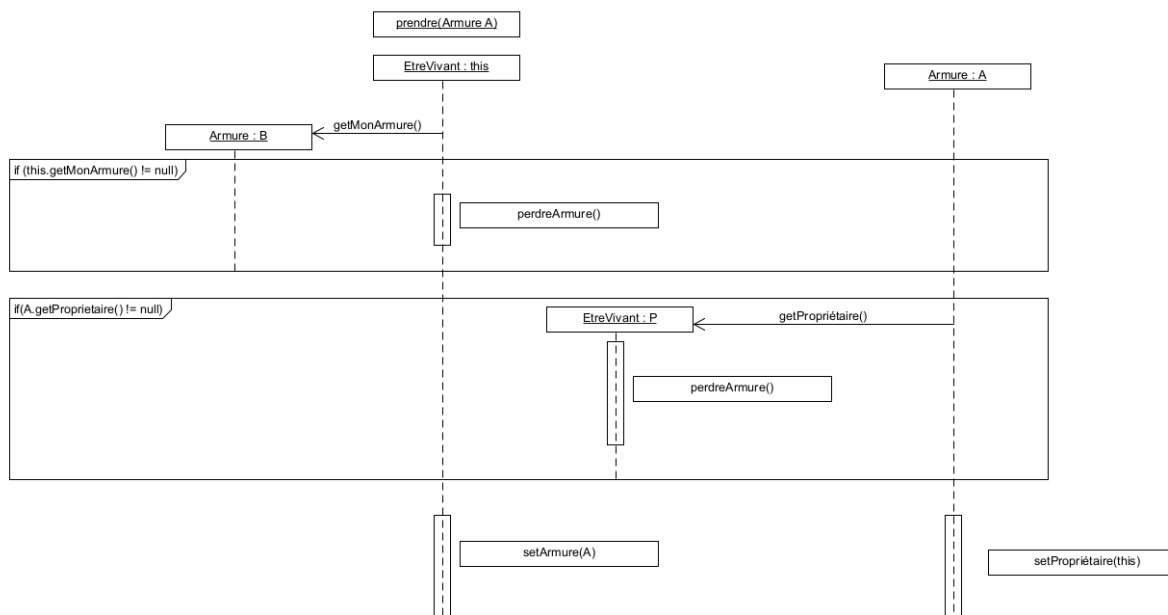 prendre(Armure A)
EtreVivant : this
Armure : A
getMonArmure()
Armure : B
if (this.getMonArmure() != null)
perdreArmure()
if(A.getProprietaire() != null)
EtreVivant : P
getPropriétaire()
perdreArmure()
setArmure(A)
setPropriétaire(this)